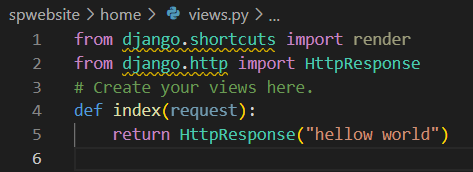 spwebsite > home > views.py > ...
1 from django.shortcuts import render
2 from django.http import HttpResponse
3 # Create your views here.
4 def index(request):
5     return HttpResponse("hellow world")
6